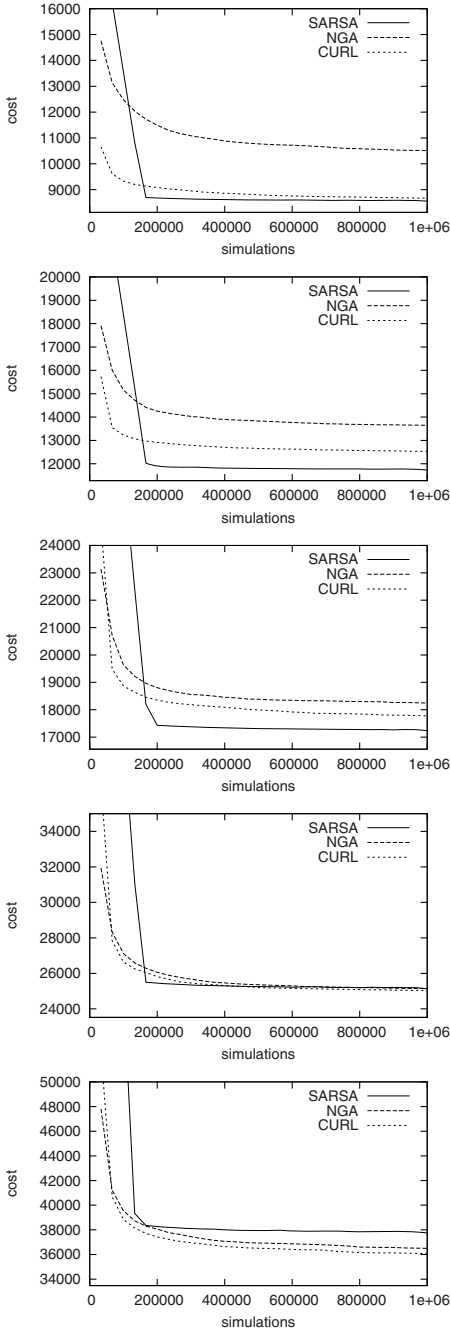 16000
15000
14000
13000
12000
11000
10000
9000
cost
SARSA
NGA
CURL
0 200000 400000 600000 800000 1e+06
simulations
20000
19000
18000
17000
16000
15000
14000
13000
12000
cost
SARSA
NGA
CURL
0 200000 400000 600000 800000 1e+06
simulations
24000
23000
22000
21000
20000
19000
18000
17000
cost
SARSA
NGA
CURL
0 200000 400000 600000 800000 1e+06
simulations
34000
32000
30000
28000
26000
24000
cost
SARSA
NGA
CURL
0 200000 400000 600000 800000 1e+06
simulations
50000
48000
46000
44000
42000
40000
38000
36000
34000
cost
SARSA
NGA
CURL
0 200000 400000 600000 800000 1e+06
simulations